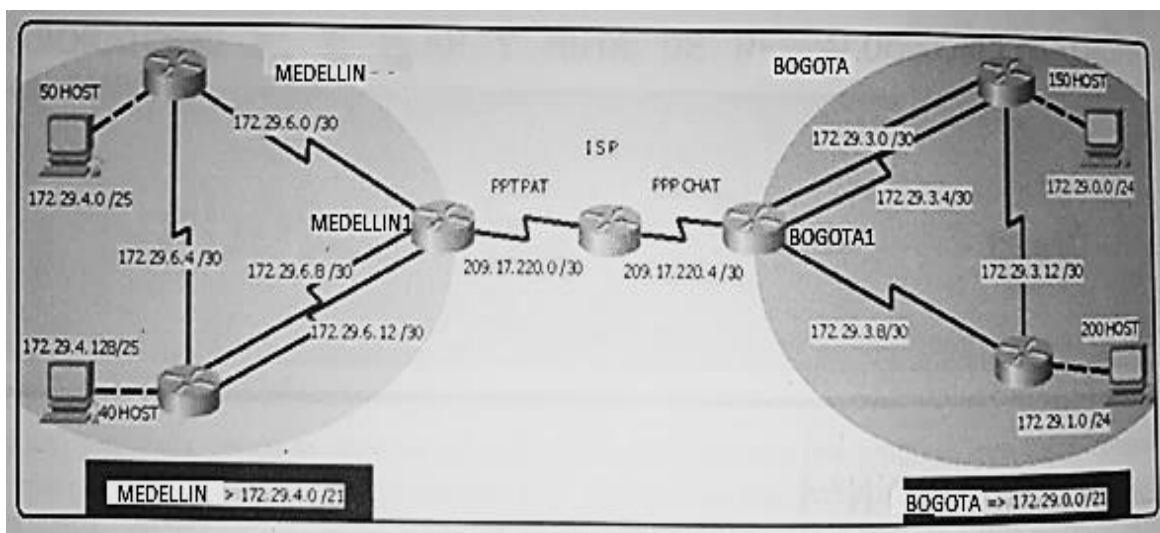 MEDELLIN
50 HOST
172.29.6.0 /30
172.29.4.0 /25
MEDELLIN1
172.29.6.4 /30
172.29.6.8 /30
172.29.6.12 /30
172.29.4.128/25
40 HOST
MEDELLIN > 172.29.4.0 /21
ISP
PPT PAT
PPP CHAT
209.17.220.0 /30
209.17.220.4 /30
BOGOTA
150 HOST
172.29.3.0 /30
172.29.0.0 /24
172.29.3.4/30
BOGOTA1
172.29.3.12 /30
172.29.3.8/30
200 HOST
172.29.1.0 /24
BOGOTA => 172.29.0.0 /21